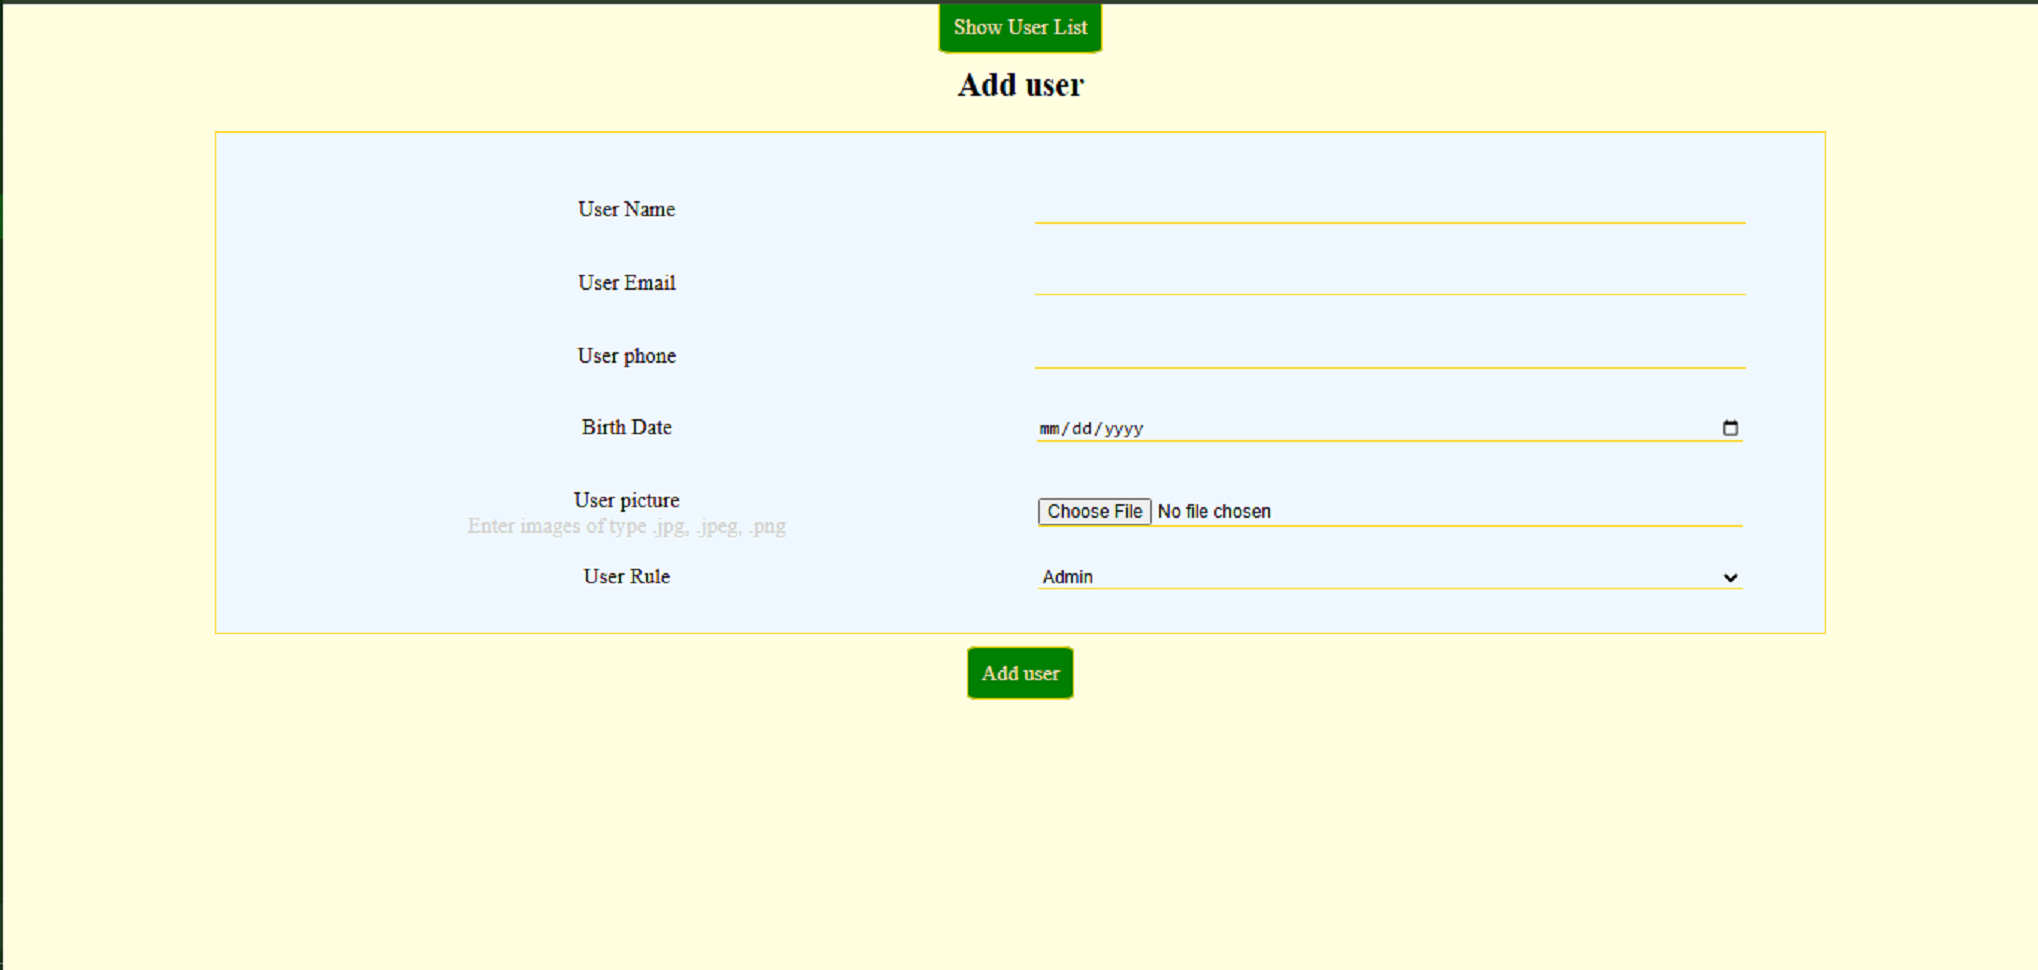 Show User List
Add user
User Name
User Email
User phone
Birth Date
mm/dd/yyyy
User picture
Enter images of type .jpg, .jpeg, .png
Choose File No file chosen
User Rule
Admin
Add user